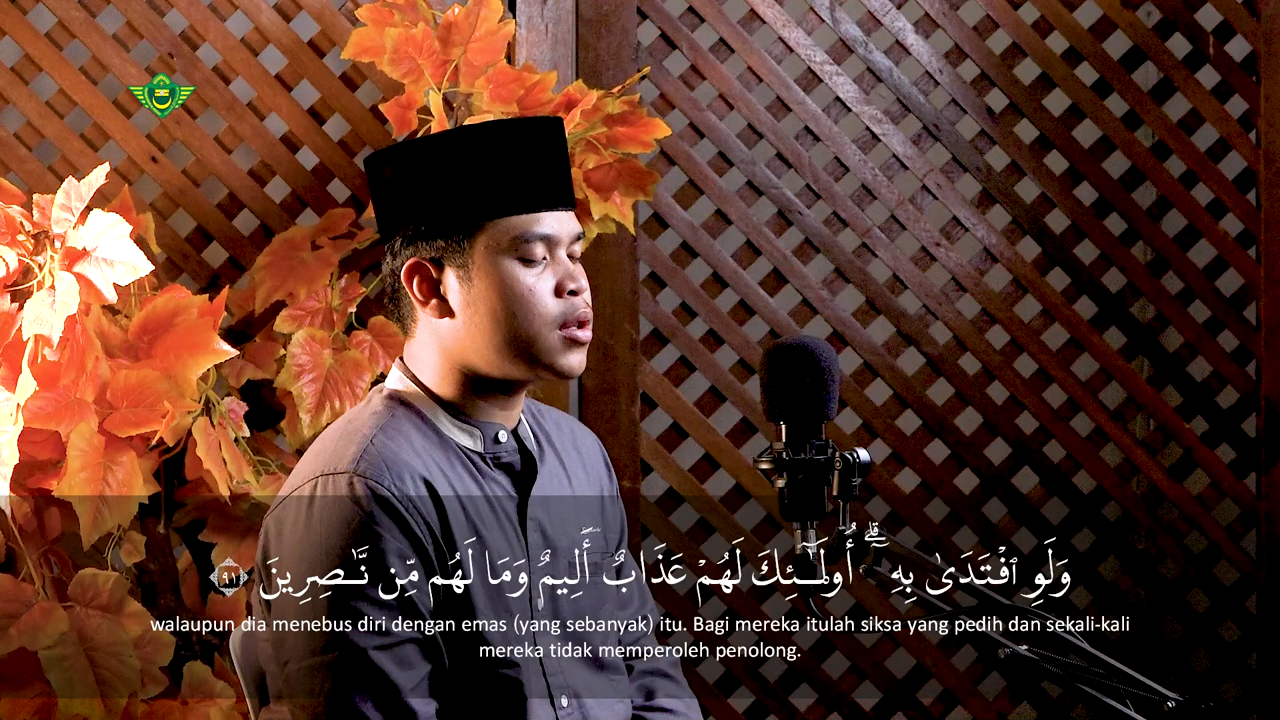 وَلَوِ ٱفْتَدَىٰ بِهِۦٓ ۗ أُو۟لَـٰٓئِكَ لَهُمْ عَذَابٌ أَلِيمٌ وَمَا لَهُم مِّن نَّـٰصِرِينَ ٩١
walaupun dia menebus diri dengan emas (yang sebanyak) itu. Bagi mereka itulah siksa yang pedih dan sekali-kali
mereka tidak memperoleh penolong.